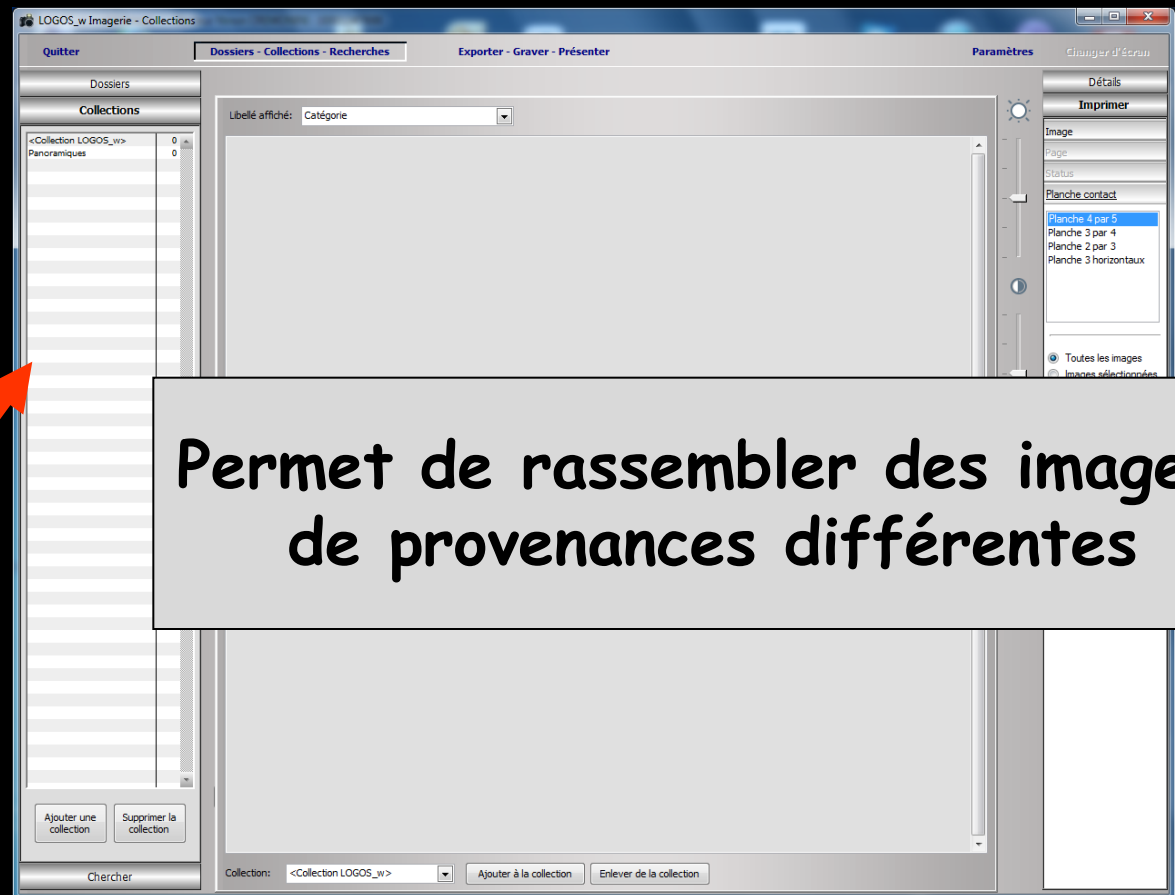 LOGOS_w Imagerie - Collections
Quitter
Dossiers - Collections - Recherches
Exporter - Graver - Présenter
Paramètres
Changer d'écran
Dossiers
Collections
<Collection LOGOS_w> 0
Panoramiques 0
Libellé affiché: Catégorie
Détails
Imprimer
Image
Page
Status
Planche contact
Planche 4 par 5
Planche 3 par 4
Planche 2 par 3
Planche 3 horizontaux
Toutes les images
Images sélectionnées
Permet de rassembler des image
de provenances différentes
Ajouter une
collection
Supprimer la
collection
Chercher
Collection: <Collection LOGOS_w>
Ajouter à la collection
Enlever de la collection